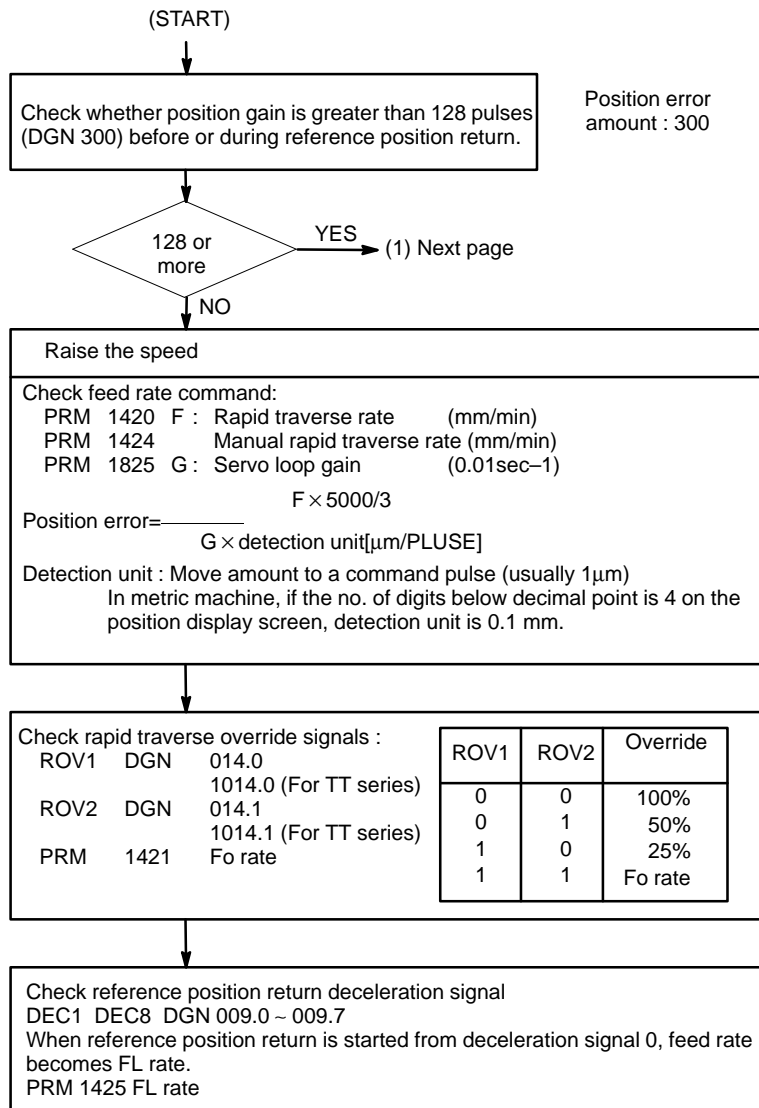 (START)
Check whether position gain is greater than 128 pulses
(DGN 300) before or during reference position return.
Position error
amount : 300
128 or
more
YES
(1) Next page
NO
Raise the speed
Check feed rate command:
PRM 1420 F : Rapid traverse rate (mm/min)
PRM 1424 Manual rapid traverse rate (mm/min)
PRM 1825 G : Servo loop gain (0.01sec–1)
F × 5000/3
Position error=
G × detection unit[μm/PLUSE]
Detection unit : Move amount to a command pulse (usually 1μm)
In metric machine, if the no. of digits below decimal point is 4 on the
position display screen, detection unit is 0.1 mm.
Check rapid traverse override signals :
ROV1 DGN 014.0
1014.0 (For TT series)
ROV2 DGN 014.1
1014.1 (For TT series)
PRM 1421 Fo rate
ROV1 ROV2 Override
0 0 100%
0 1 50%
1 0 25%
1 1 Fo rate
Check reference position return deceleration signal
DEC1 DEC8 DGN 009.0 ~ 009.7
When reference position return is started from deceleration signal 0, feed rate
becomes FL rate.
PRM 1425 FL rate